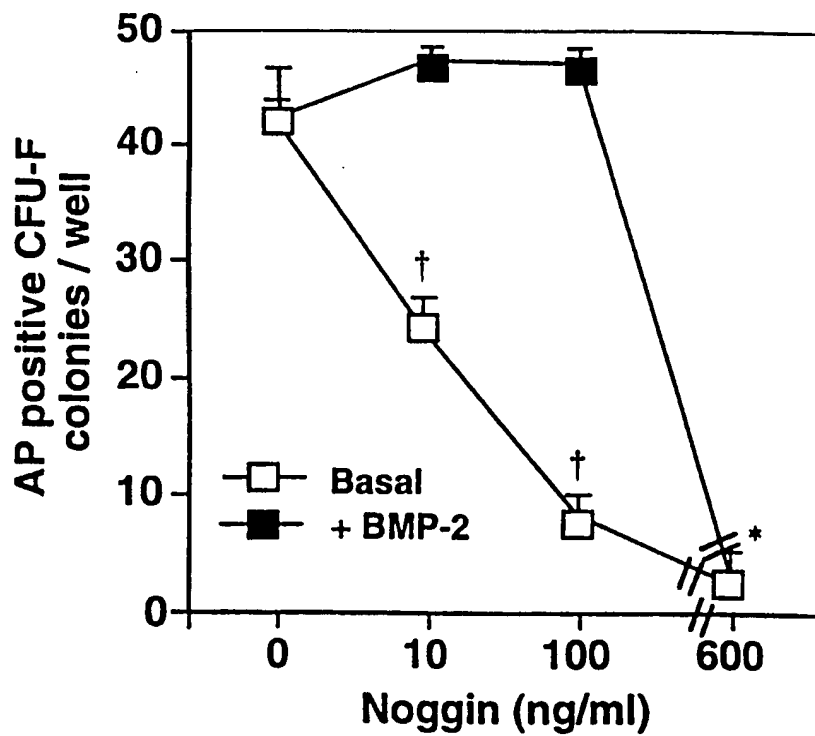 AP positive CFU-F
colonies / well
50
40
30
20
10
0
†
†
*
Basal
+ BMP-2
0
10
100
600
Noggin (ng/ml)